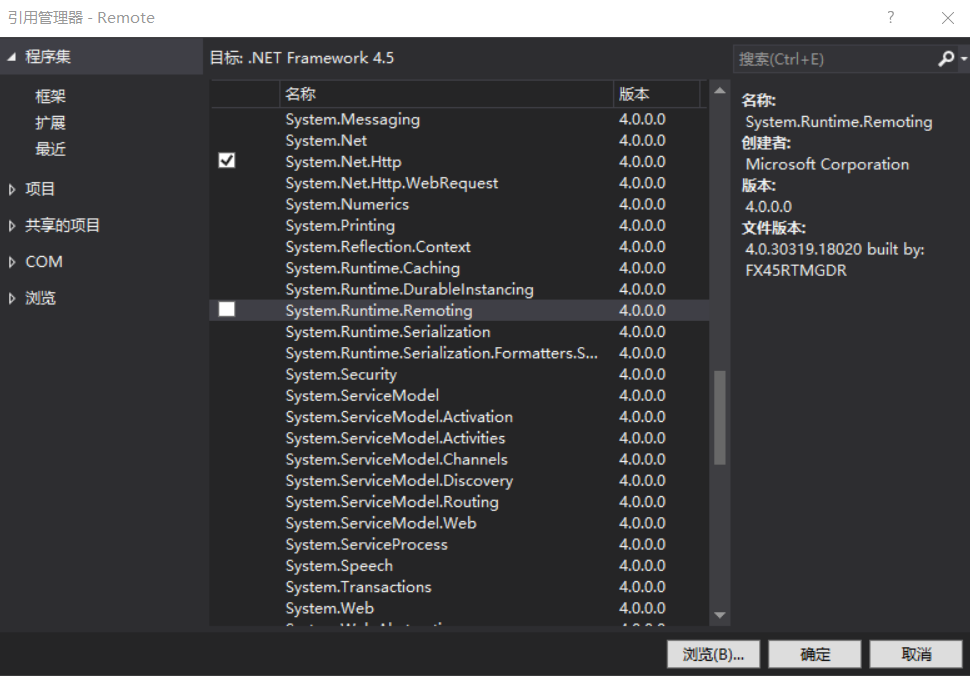 引用管理器 - Remote
?
程序集
框架
扩展
最近
项目
共享的项目
COM
浏览
目标: .NET Framework 4.5
名称 版本
System.Messaging 4.0.0.0
System.Net 4.0.0.0
System.Net.Http 4.0.0.0
System.Net.Http.WebRequest 4.0.0.0
System.Numerics 4.0.0.0
System.Printing 4.0.0.0
System.Reflection.Context 4.0.0.0
System.Runtime.Caching 4.0.0.0
System.Runtime.DurableInstancing 4.0.0.0
System.Runtime.Remoting 4.0.0.0
System.Runtime.Serialization 4.0.0.0
System.Runtime.Serialization.Formatters.S... 4.0.0.0
System.Security 4.0.0.0
System.ServiceModel 4.0.0.0
System.ServiceModel.Activation 4.0.0.0
System.ServiceModel.Activities 4.0.0.0
System.ServiceModel.Channels 4.0.0.0
System.ServiceModel.Discovery 4.0.0.0
System.ServiceModel.Routing 4.0.0.0
System.ServiceModel.Web 4.0.0.0
System.ServiceProcess 4.0.0.0
System.Speech 4.0.0.0
System.Transactions 4.0.0.0
System.Web 4.0.0.0
搜索(Ctrl+E)
名称:
System.Runtime.Remoting
创建者:
Microsoft Corporation
版本:
4.0.0.0
文件版本:
4.0.30319.18020 built by:
FX45RTMGDR
浏览(B)...
确定
取消